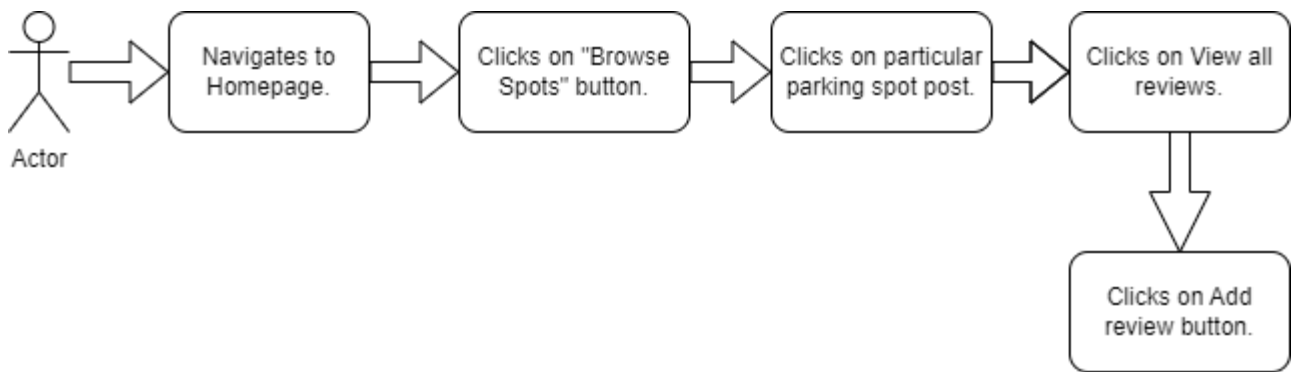 Actor
Navigates to
Homepage.
Clicks on "Browse
Spots" button.
Clicks on particular
parking spot post.
Clicks on View all
reviews.
Clicks on Add
review button.